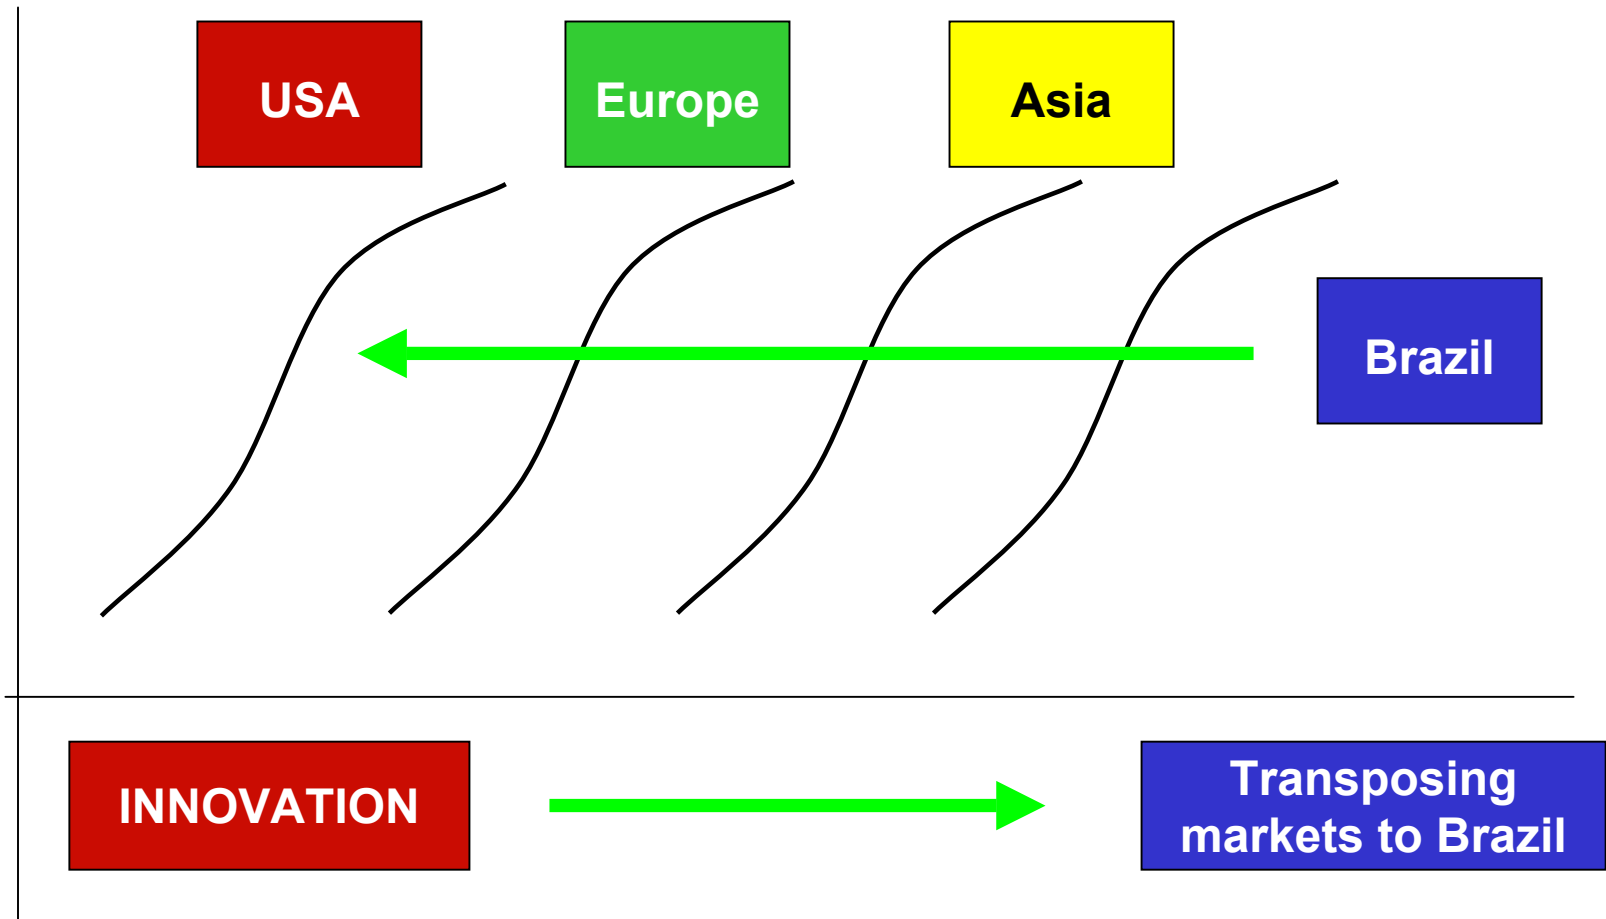 USA
Europe
Asia
Brazil
INNOVATION
Transposing
markets to Brazil